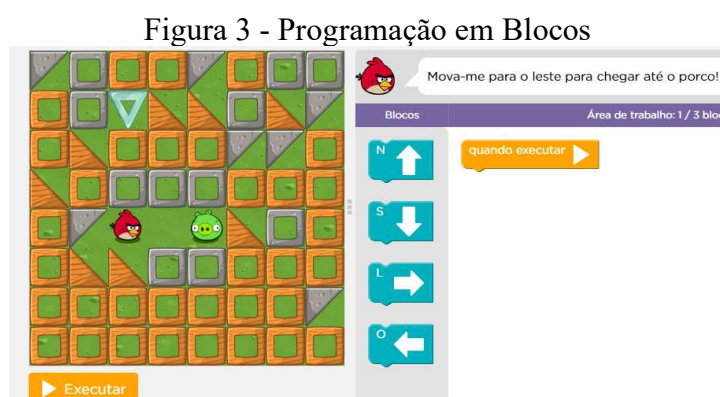 Figura 3 - Programação em Blocos
Mova-me para o leste para chegar até o porco!
Blocos
Área de trabalho: 1 / 3 bloc
N
quando executar
S
L
O
Executar